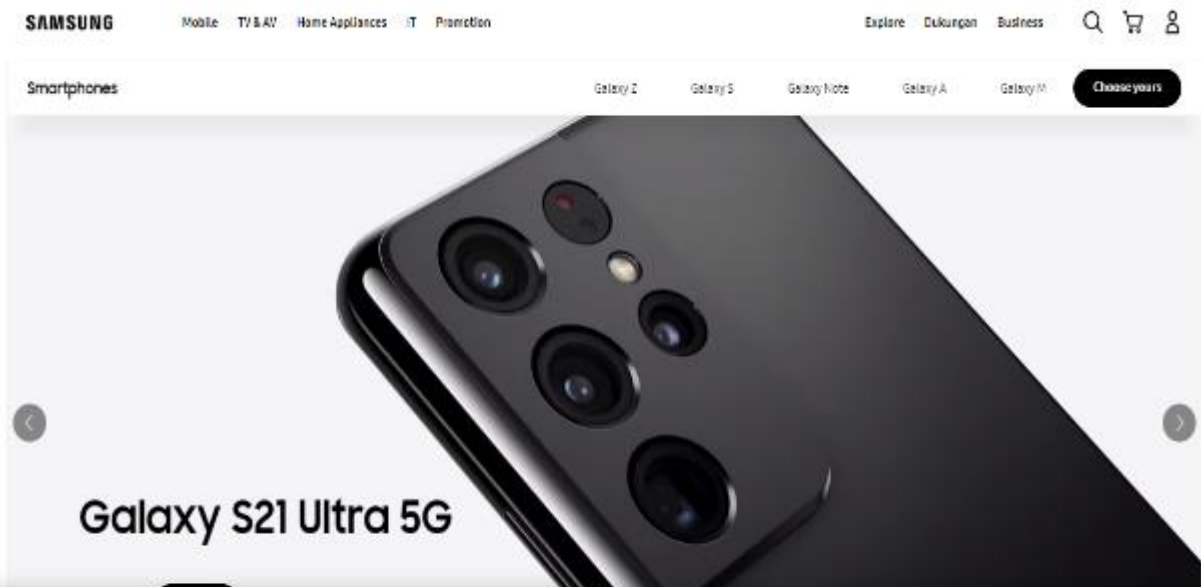 SAMSUNG Mobile TV & AV Home Appliances IT Promotion Explore Dukungan Business
Smartphones Galaxy Z Galaxy S Galaxy Note Galaxy A Galaxy M Choose yours
Galaxy S21 Ultra 5G